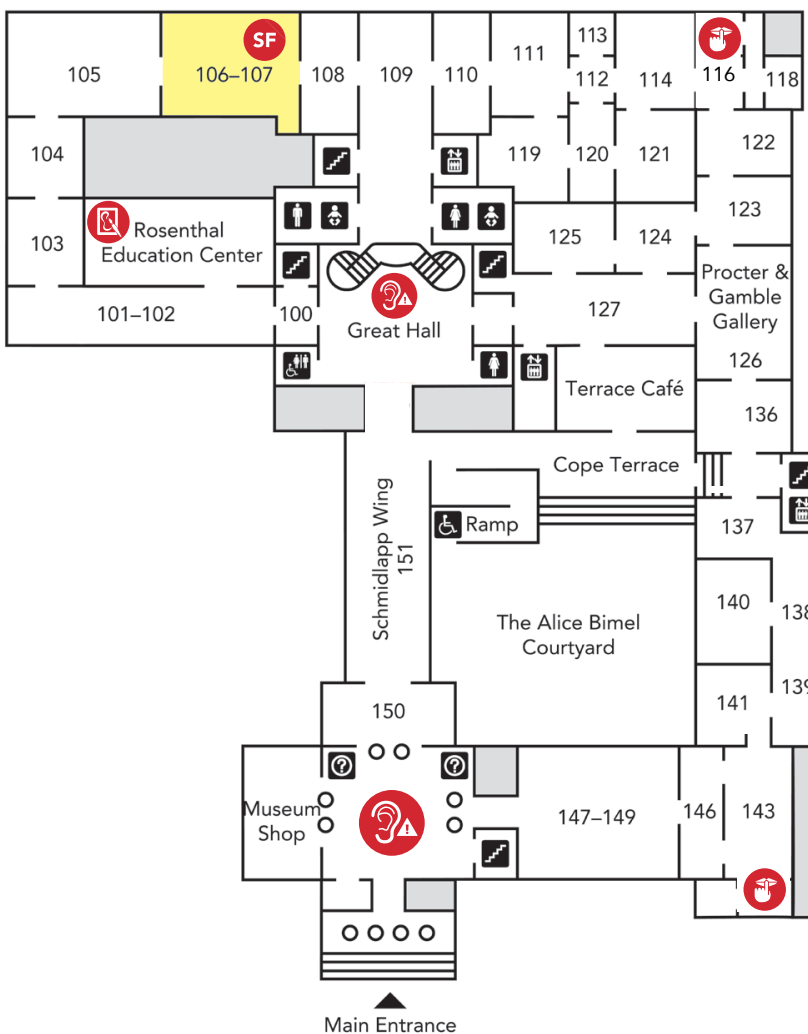 SF
105
106–107
108
109
110
111
113
112
114
116
118
104
119
120
121
122
103
Rosenthal
Education Center
125
124
123
101–102
100
Great Hall
127
Procter &
Gamble
Gallery
126
Terrace Café
136
Cope Terrace
Schmidlapp Wing
151
Ramp
137
140
138
The Alice Bimel
Courtyard
139
141
150
?
?
Museum
Shop
147–149
146
143
Main Entrance